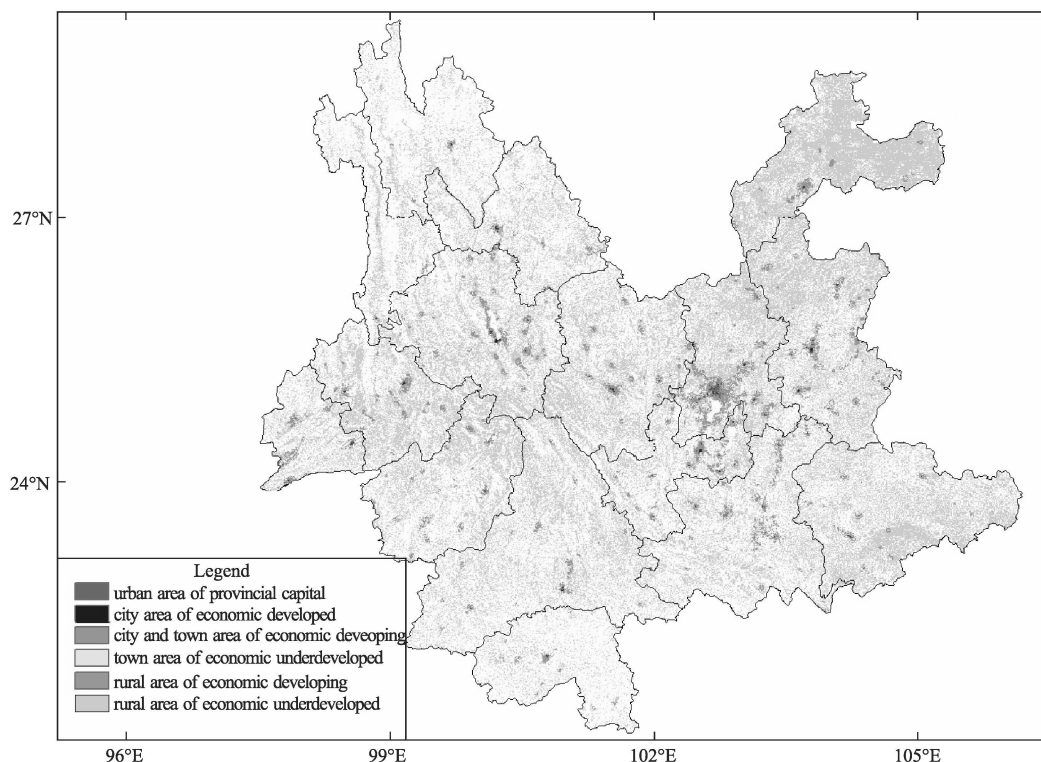 27°N
24°N
Legend
urban area of provincial capital
city area of economic developed
city and town area of economic deveoping
town area of economic underdeveloped
rural area of economic developing
rural area of economic underdeveloped
96°E 99°E 102°E 105°E